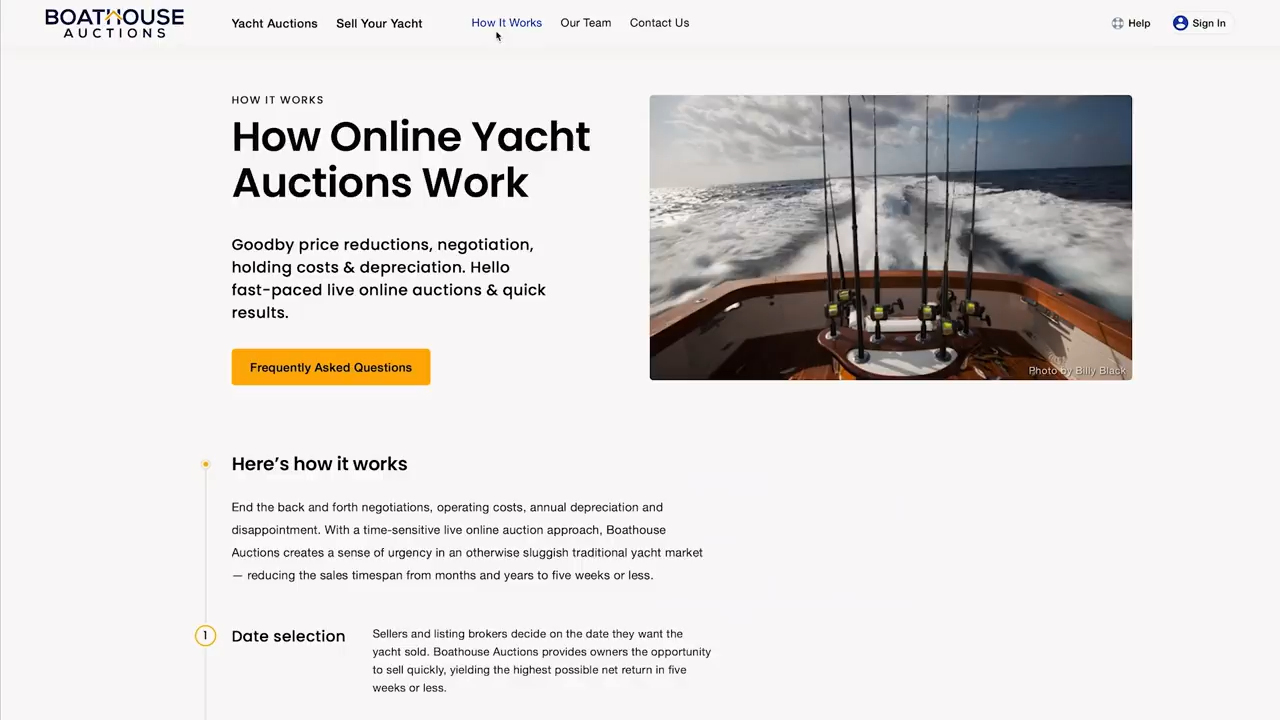 BOATHOUSE
AUCTIONS
Yacht Auctions Sell Your Yacht How It Works Our Team Contact Us Help Sign In
HOW IT WORKS
How Online Yacht
Auctions Work
Goodby price reductions, negotiation,
holding costs & depreciation. Hello
fast-paced live online auctions & quick
results.
Frequently Asked Questions
Photo by Billy Black
Here's how it works
End the back and forth negotiations, operating costs, annual depreciation and
disappointment. With a time-sensitive live online auction approach, Boathouse
Auctions creates a sense of urgency in an otherwise sluggish traditional yacht market
— reducing the sales timespan from months and years to five weeks or less.
1 Date selection
Sellers and listing brokers decide on the date they want the
yacht sold. Boathouse Auctions provides owners the opportunity
to sell quickly, yielding the highest possible net return in five
weeks or less.